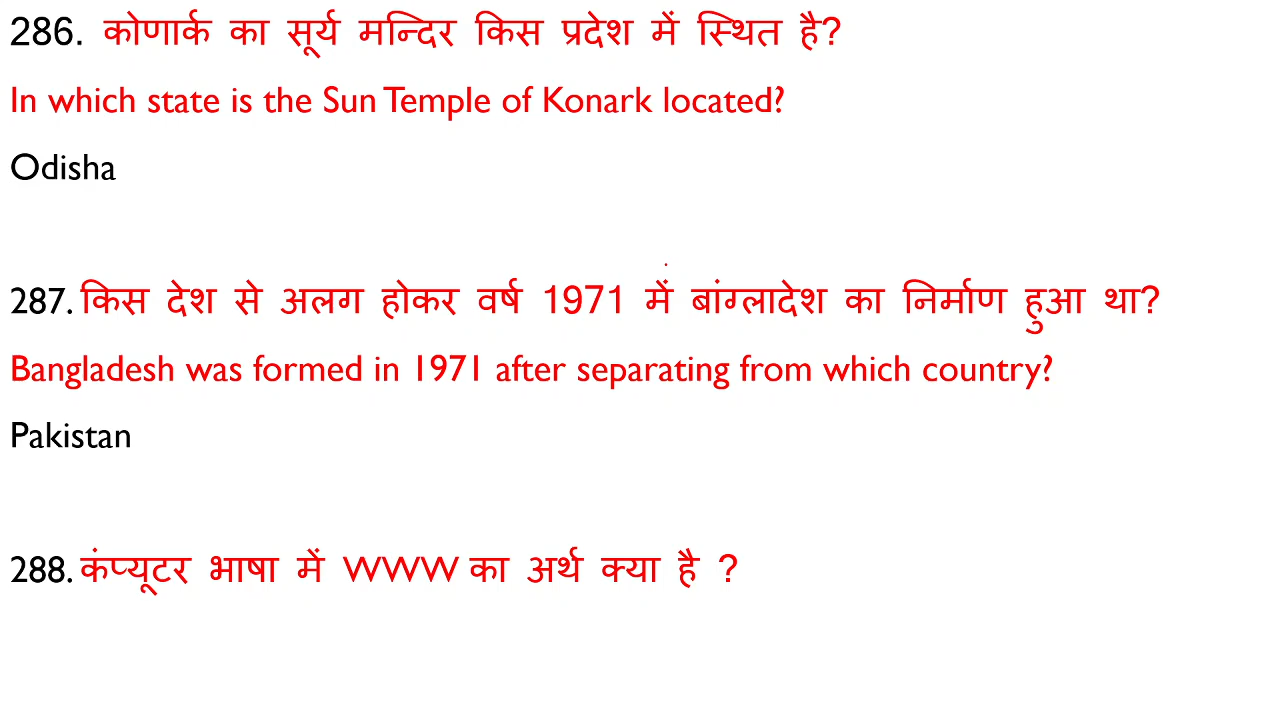 286. कोणार्क का सूर्य मन्दिर किस प्रदेश में स्थित है?
In which state is the Sun Temple of Konark located?
Odisha
287. किस देश से अलग होकर वर्ष 1971 में बांग्लादेश का निर्माण हुआ था?
Bangladesh was formed in 1971 after separating from which country?
Pakistan
288. कंप्यूटर भाषा में WWW का अर्थ क्या है ?